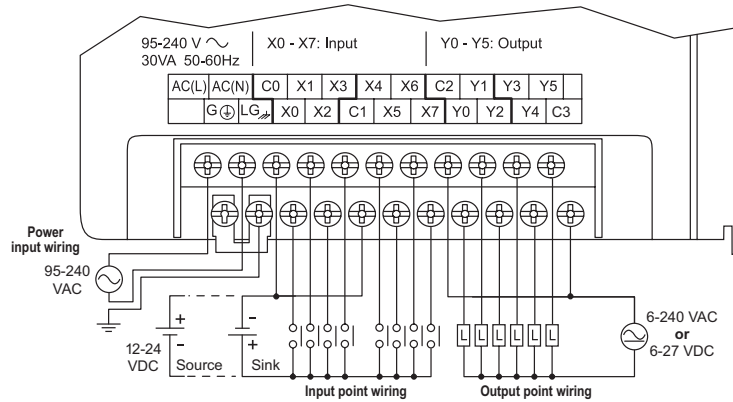 95-240 V
30VA 50-60Hz
X0 - X7: Input
Y0 - Y5: Output
AC(L) AC(N) C0 X1 X3 X4 X6 C2 Y1 Y3 Y5
G LG X0 X2 C1 X5 X7 Y0 Y2 Y4 C3
Power
input wiring
95-240
VAC
+
-
-
+
12-24
VDC
Source
Sink
L L L L L L
6-240 VAC
or
6-27 VDC
Input point wiring
Output point wiring